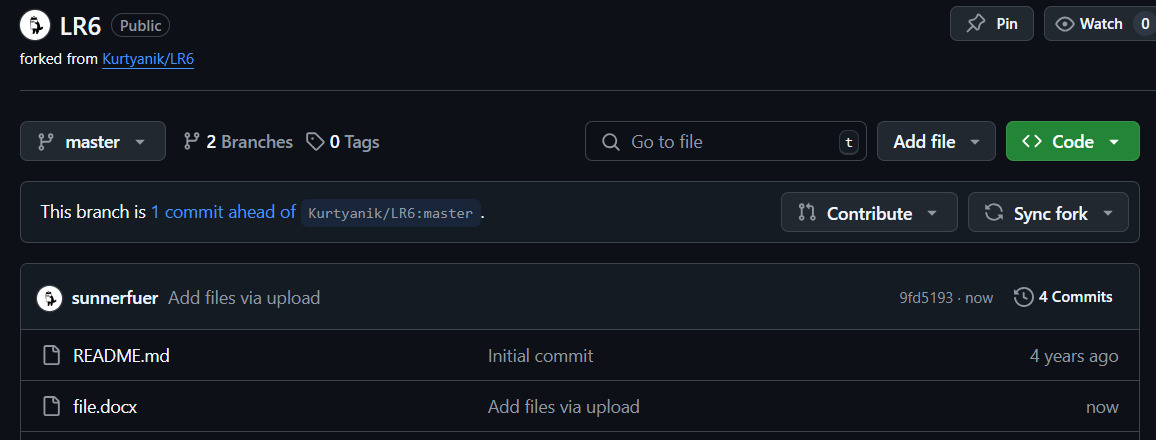 LR6 Public Pin Watch 0
forked from Kurtyanik/LR6
master 2 Branches 0 Tags Go to file t Add file Code
This branch is 1 commit ahead of Kurtyanik/LR6:master . Contribute Sync fork
sunnerfuer Add files via upload 9fd5193 · now 4 Commits
README.md Initial commit 4 years ago
file.docx Add files via upload now